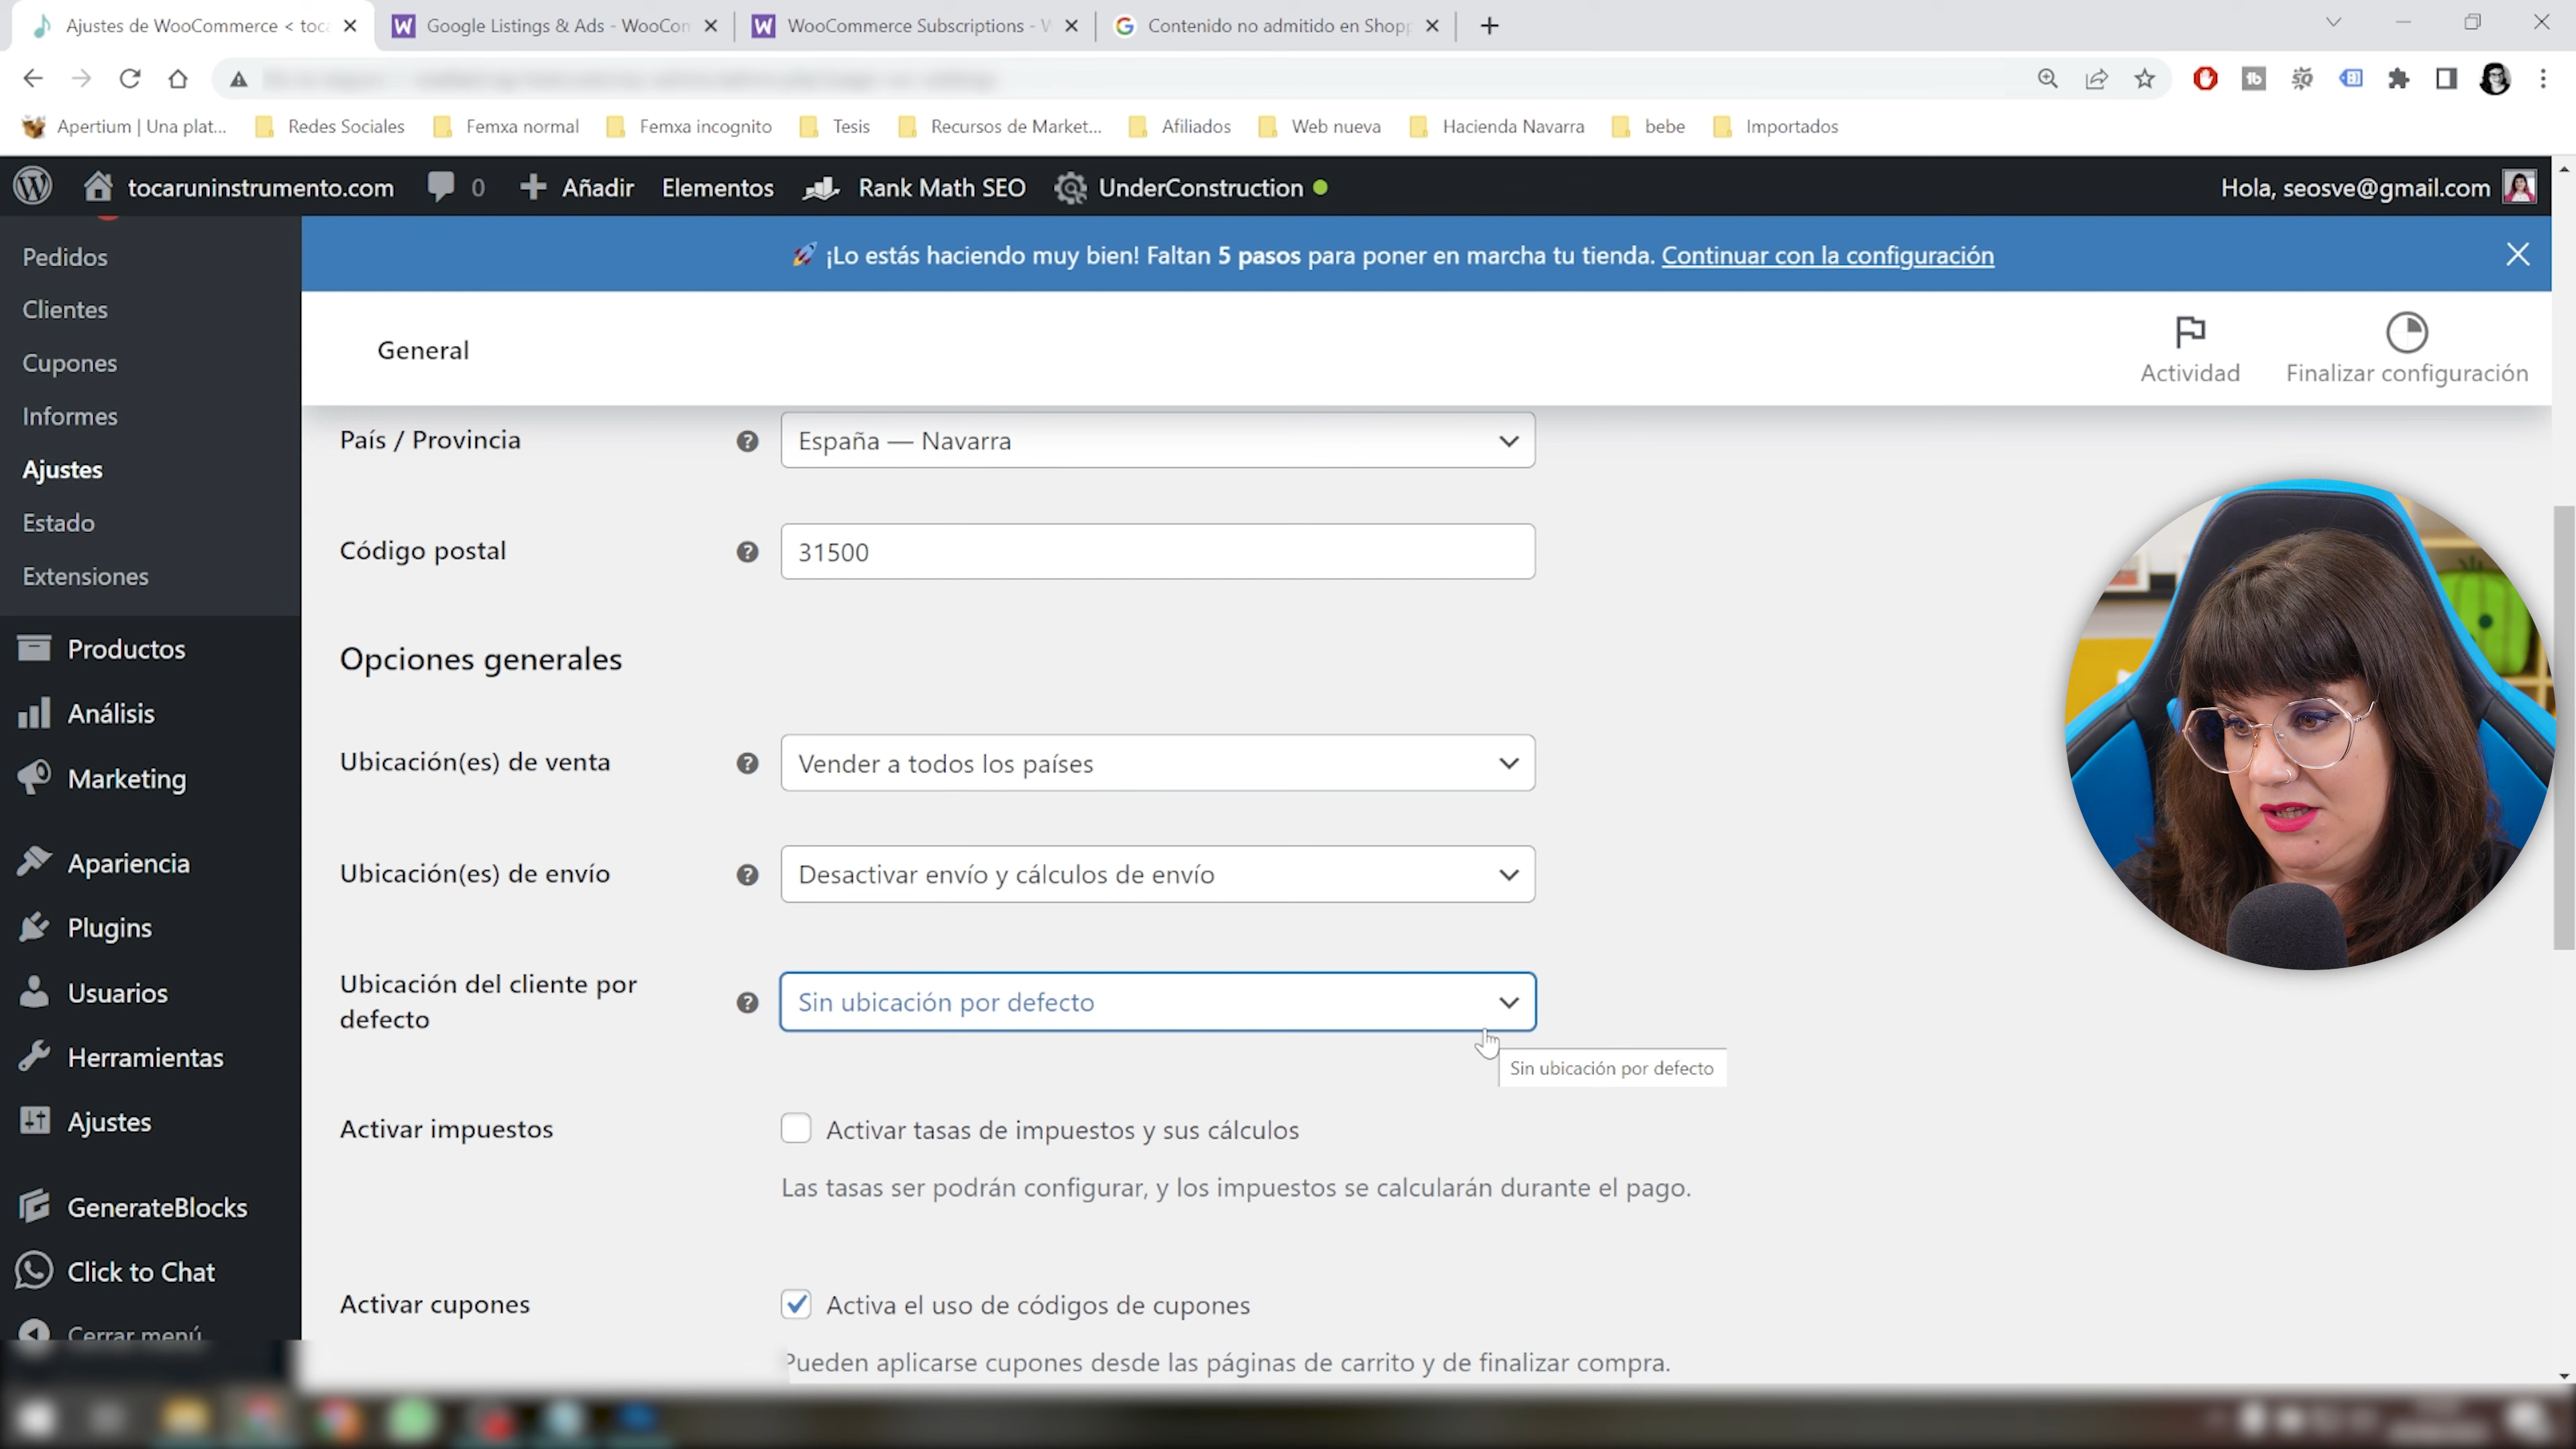 Ajustes de WooCommerce < toca
Google Listings & Ads - WooCom
WooCommerce Subscriptions - W
Contenido no admitido en Shopp
Apertium | Una plat...
Redes Sociales
Femxa normal
Femxa incognito
Tesis
Recursos de Market...
Afiliados
Web nueva
Hacienda Navarra
bebe
Importados
tocaruninstrumento.com
0
Añadir
Elementos
Rank Math SEO
UnderConstruction
Hola, seosve@gmail.com
Pedidos
Clientes
Cupones
Informes
Ajustes
Estado
Extensiones
Productos
Análisis
Marketing
Apariencia
Plugins
Usuarios
Herramientas
Ajustes
GenerateBlocks
Click to Chat
Cerrar menú
¡Lo estás haciendo muy bien! Faltan 5 pasos para poner en marcha tu tienda. Continuar con la configuración
General
Actividad
Finalizar configuración
País / Provincia
España — Navarra
Código postal
31500
Opciones generales
Ubicación(es) de venta
Vender a todos los países
Ubicación(es) de envío
Desactivar envío y cálculos de envío
Ubicación del cliente por
defecto
Sin ubicación por defecto
Sin ubicación por defecto
Activar impuestos
Activar tasas de impuestos y sus cálculos
Las tasas ser podrán configurar, y los impuestos se calcularán durante el pago.
Activar cupones
Activa el uso de códigos de cupones
Pueden aplicarse cupones desde las páginas de carrito y de finalizar compra.